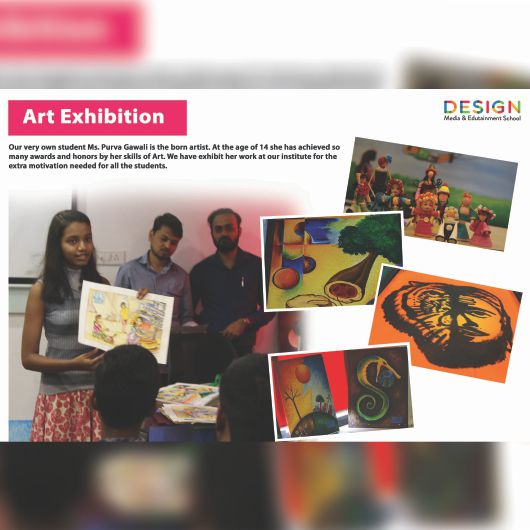 Art Exhibition
DESIGN
Media & Edutainment School
Our very own student Ms. Purva Gawali is the born artist. At the age of 14 she has achieved so
many awards and honors by her skills of Art. We have exhibit her work at our institute for the
extra motivation needed for all the students.